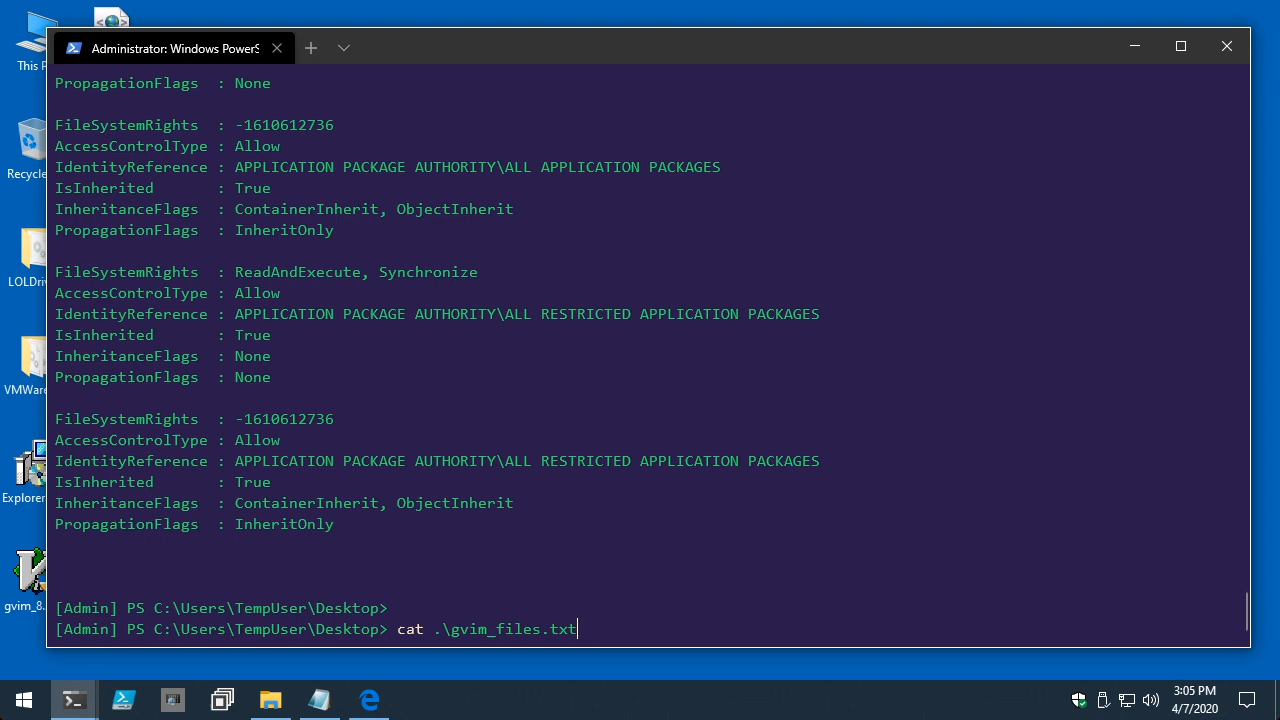 Administrator: Windows PowerS
This P
Recycle
LOLDriv
VMWare
Explorer
gvim_8.
PropagationFlags  : None
FileSystemRights  : -1610612736
AccessControlType : Allow
IdentityReference : APPLICATION PACKAGE AUTHORITY\ALL APPLICATION PACKAGES
IsInherited       : True
InheritanceFlags  : ContainerInherit, ObjectInherit
PropagationFlags  : InheritOnly
FileSystemRights  : ReadAndExecute, Synchronize
AccessControlType : Allow
IdentityReference : APPLICATION PACKAGE AUTHORITY\ALL RESTRICTED APPLICATION PACKAGES
IsInherited       : True
InheritanceFlags  : None
PropagationFlags  : None
FileSystemRights  : -1610612736
AccessControlType : Allow
IdentityReference : APPLICATION PACKAGE AUTHORITY\ALL RESTRICTED APPLICATION PACKAGES
IsInherited       : True
InheritanceFlags  : ContainerInherit, ObjectInherit
PropagationFlags  : InheritOnly
[Admin] PS C:\Users\TempUser\Desktop>
[Admin] PS C:\Users\TempUser\Desktop> cat .\gvim_files.txt
3:05 PM
4/7/2020